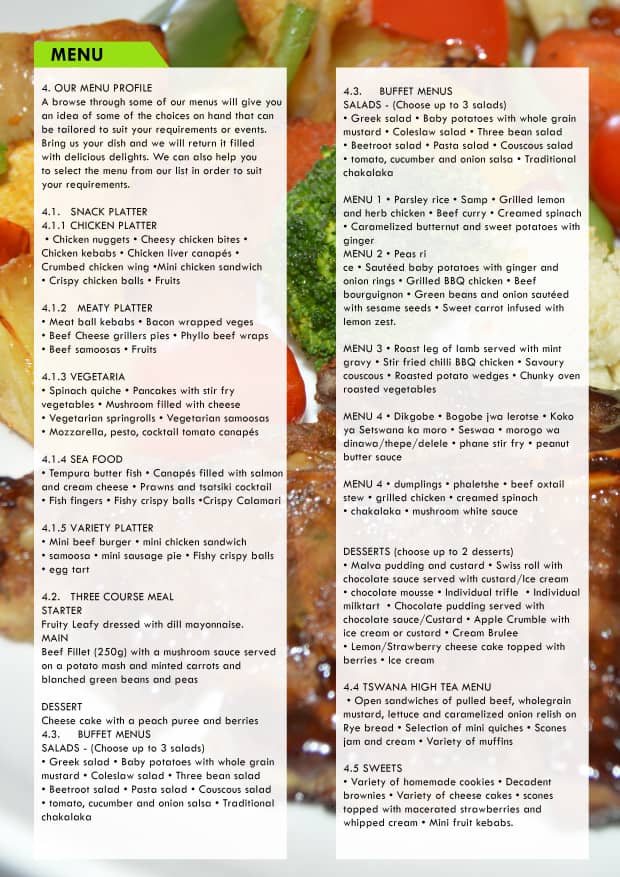 MENU
4. OUR MENU PROFILE
A browse through some of our menus will give you
an idea of some of the choices on hand that can
be tailored to suit your requirements or events.
Bring us your dish and we will return it filled
with delicious delights. We can also help you
to select the menu from our list in order to suit
your requirements.
4.1. SNACK PLATTER
4.1.1 CHICKEN PLATTER
• Chicken nuggets • Cheesy chicken bites •
Chicken kebabs • Chicken liver canapés •
Crumbed chicken wing •Mini chicken sandwich
• Crispy chicken balls • Fruits
4.1.2 MEATY PLATTER
• Meat ball kebabs • Bacon wrapped veges
• Beef Cheese grillers pies • Phyllo beef wraps
• Beef samoosas • Fruits
4.1.3 VEGETARIA
• Spinach quiche • Pancakes with stir fry
vegetables • Mushroom filled with cheese
• Vegetarian springrolls • Vegetarian samoosas
• Mozzarella, pesto, cocktail tomato canapés
4.1.4 SEA FOOD
• Tempura butter fish • Canapés filled with salmon
and cream cheese • Prawns and tsatsiki cocktail
• Fish fingers • Fishy crispy balls •Crispy Calamari
4.1.5 VARIETY PLATTER
• Mini beef burger • mini chicken sandwich
• samoosa • mini sausage pie • Fishy crispy balls
• egg tart
4.2. THREE COURSE MEAL
STARTER
Fruity Leafy dressed with dill mayonnaise.
MAIN
Beef Fillet (250g) with a mushroom sauce served
on a potato mash and minted carrots and
blanched green beans and peas
DESSERT
Cheese cake with a peach puree and berries
4.3. BUFFET MENUS
SALADS - (Choose up to 3 salads)
• Greek salad • Baby potatoes with whole grain
mustard • Coleslaw salad • Three bean salad
• Beetroot salad • Pasta salad • Couscous salad
• tomato, cucumber and onion salsa • Traditional
chakalaka
4.3. BUFFET MENUS
SALADS - (Choose up to 3 salads)
• Greek salad • Baby potatoes with whole grain
mustard • Coleslaw salad • Three bean salad
• Beetroot salad • Pasta salad • Couscous salad
• tomato, cucumber and onion salsa • Traditional
chakalaka
MENU 1 • Parsley rice • Samp • Grilled lemon
and herb chicken • Beef curry • Creamed spinach
• Caramelized butternut and sweet potatoes with
ginger
MENU 2 • Peas ri
ce • Sautéed baby potatoes with ginger and
onion rings • Grilled BBQ chicken • Beef
bourguignon • Green beans and onion sautéed
with sesame seeds • Sweet carrot infused with
lemon zest.
MENU 3 • Roast leg of lamb served with mint
gravy • Stir fried chilli BBQ chicken • Savoury
couscous • Roasted potato wedges • Chunky oven
roasted vegetables
MENU 4 • Dikgobe • Bogobe jwa lerotse • Koko
ya Setswana ka moro • Seswaa • morogo wa
dinawa/thepe/delele • phane stir fry • peanut
butter sauce
MENU 4 • dumplings • phaletshe • beef oxtail
stew • grilled chicken • creamed spinach
• chakalaka • mushroom white sauce
DESSERTS (choose up to 2 desserts)
• Malva pudding and custard • Swiss roll with
chocolate sauce served with custard/Ice cream
• chocolate mousse • Individual trifle • Individual
milktart • Chocolate pudding served with
chocolate sauce/Custard • Apple Crumble with
ice cream or custard • Cream Brulee
• Lemon/Strawberry cheese cake topped with
berries • Ice cream
4.4 TSWANA HIGH TEA MENU
• Open sandwiches of pulled beef, wholegrain
mustard, lettuce and caramelized onion relish on
Rye bread • Selection of mini quiches • Scones
jam and cream • Variety of muffins
4.5 SWEETS
• Variety of homemade cookies • Decadent
brownies • Variety of cheese cakes • scones
topped with macerated strawberries and
whipped cream • Mini fruit kebabs.